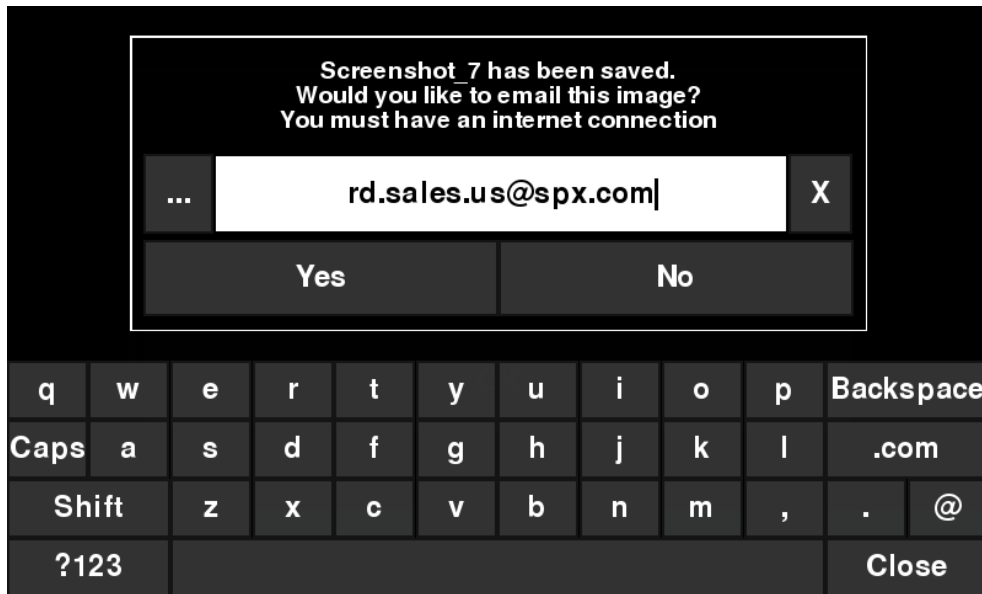 Screenshot_7 has been saved.
Would you like to email this image?
You must have an internet connection
... rd.sales.us@spx.com X
Yes No
q w e r t y u i o p Backspace
Caps a s d f g h j k l .com
Shift z x c v b n m , . @
?123 Close